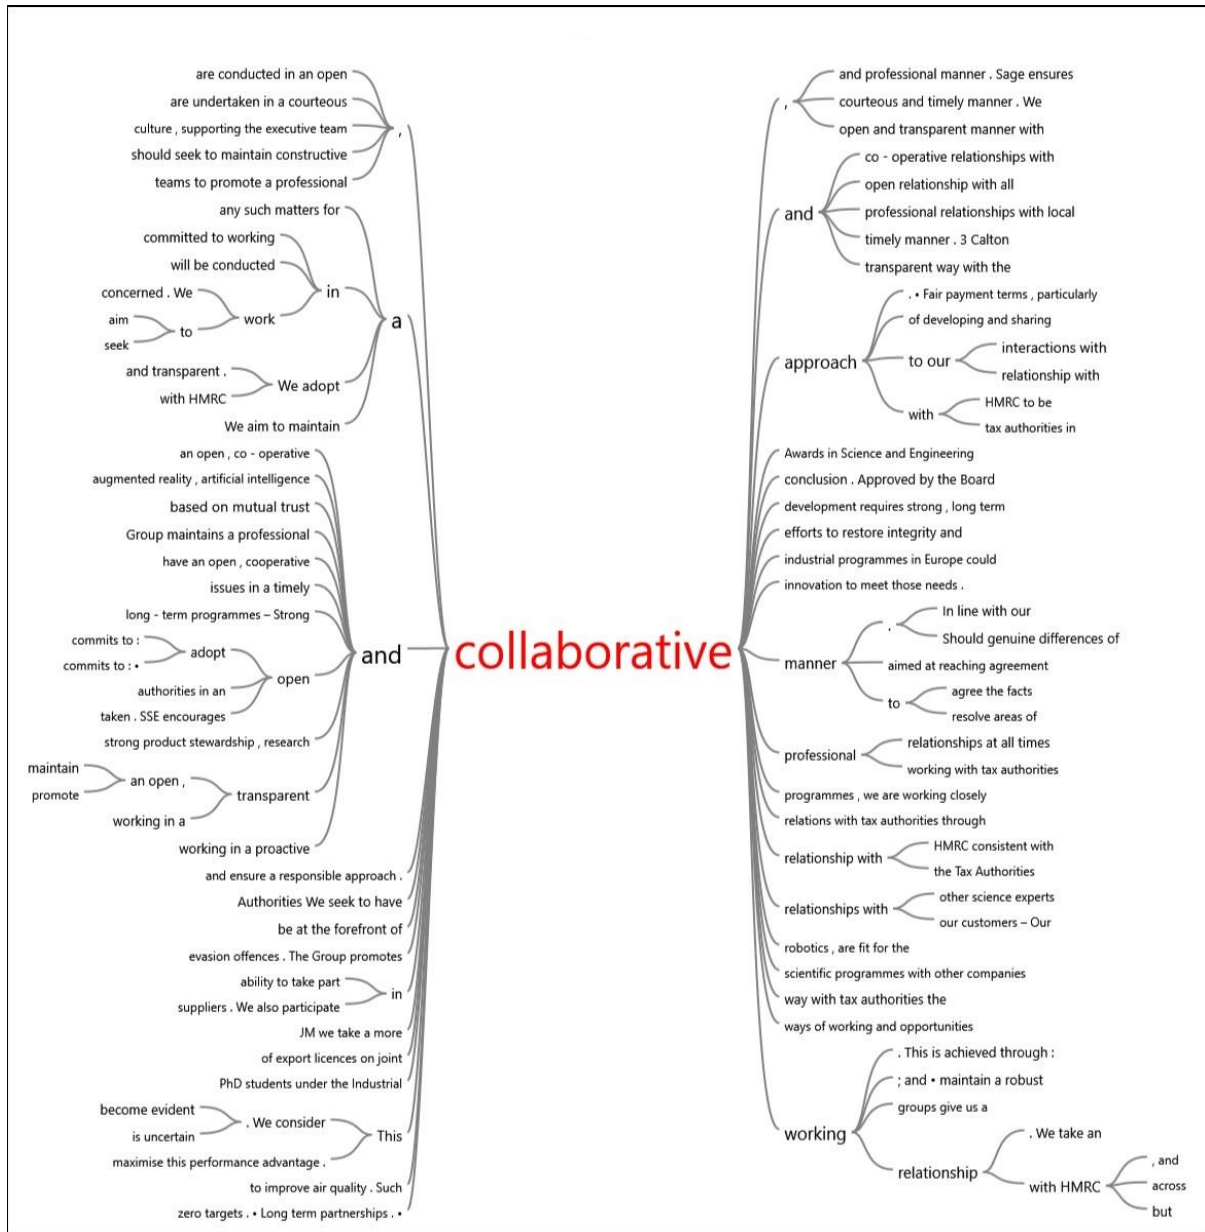 are conducted in an open
are undertaken in a courteous
culture , supporting the executive team
should seek to maintain constructive
teams to promote a professional
,
any such matters for
committed to working
will be conducted
concerned . We
aim
seek
to
work
in
and transparent .
with HMRC
We adopt
We aim to maintain
a
an open , co - operative
augmented reality , artificial intelligence
based on mutual trust
Group maintains a professional
have an open , cooperative
issues in a timely
long - term programmes – Strong
commits to :
commits to : •
adopt
authorities in an
taken . SSE encourages
open
strong product stewardship , research
maintain
promote
an open ,
working in a
transparent
working in a proactive
and
and ensure a responsible approach .
Authorities We seek to have
be at the forefront of
evasion offences . The Group promotes
ability to take part
suppliers . We also participate
in
JM we take a more
of export licences on joint
PhD students under the Industrial
become evident
is uncertain
. We consider
maximise this performance advantage .
This
to improve air quality . Such
zero targets . • Long term partnerships . •
collaborative
,
and professional manner . Sage ensures
courteous and timely manner . We
open and transparent manner with
and
co - operative relationships with
open relationship with all
professional relationships with local
timely manner . 3 Calton
transparent way with the
approach
. • Fair payment terms , particularly
of developing and sharing
to our
interactions with
relationship with
with
HMRC to be
tax authorities in
Awards in Science and Engineering
conclusion . Approved by the Board
development requires strong , long term
efforts to restore integrity and
industrial programmes in Europe could
innovation to meet those needs .
manner
.
In line with our
Should genuine differences of
aimed at reaching agreement
to
agree the facts
resolve areas of
professional
relationships at all times
working with tax authorities
programmes , we are working closely
relations with tax authorities through
relationship with
HMRC consistent with
the Tax Authorities
relationships with
other science experts
our customers – Our
robotics , are fit for the
scientific programmes with other companies
way with tax authorities the
ways of working and opportunities
working
. This is achieved through :
; and • maintain a robust
groups give us a
relationship
. We take an
with HMRC
, and
across
but